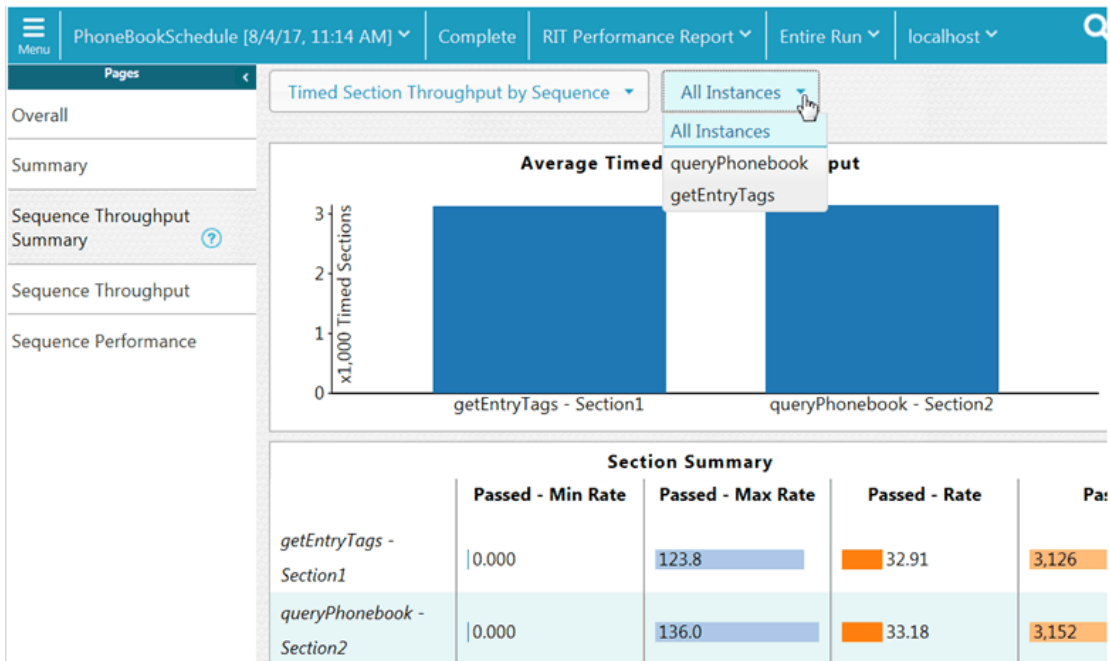 Menu
PhoneBookSchedule [8/4/17, 11:14 AM]
Complete
RIT Performance Report
Entire Run
localhost
Pages
Overall
Summary
Sequence Throughput
Summary
?
Sequence Throughput
Sequence Performance
Timed Section Throughput by Sequence
All Instances
All Instances
queryPhonebook
getEntryTags
Average Timed
put
3
2
1
0
x1,000 Timed Sections
getEntryTags - Section1
queryPhonebook - Section2
Section Summary
Passed - Min Rate
Passed - Max Rate
Passed - Rate
getEntryTags -
Section1
0.000
123.8
32.91
3,126
queryPhonebook -
Section2
0.000
136.0
33.18
3,152